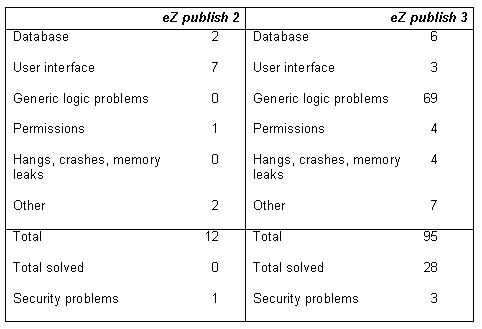 eZ publish 2 eZ publish 3
Database 2 Database 6
User interface 7 User interface 3
Generic logic problems 0 Generic logic problems 69
Permissions 1 Permissions 4
Hangs, crashes, memory leaks 0 Hangs, crashes, memory leaks 4
Other 2 Other 7
Total 12 Total 95
Total solved 0 Total solved 28
Security problems 1 Security problems 3